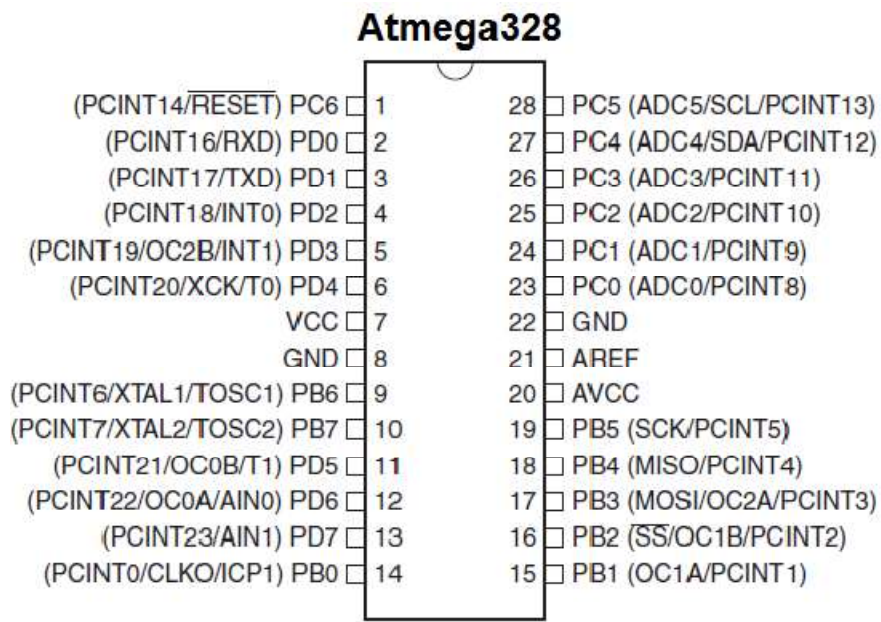 Atmega328
(PCINT14/RESET) PC6 1 28 PC5 (ADC5/SCL/PCINT13)
(PCINT16/RXD) PD0 2 27 PC4 (ADC4/SDA/PCINT12)
(PCINT17/TXD) PD1 3 26 PC3 (ADC3/PCINT11)
(PCINT18/INT0) PD2 4 25 PC2 (ADC2/PCINT10)
(PCINT19/OC2B/INT1) PD3 5 24 PC1 (ADC1/PCINT9)
(PCINT20/XCK/T0) PD4 6 23 PC0 (ADC0/PCINT8)
VCC 7 22 GND
GND 8 21 AREF
(PCINT6/XTAL1/TOSC1) PB6 9 20 AVCC
(PCINT7/XTAL2/TOSC2) PB7 10 19 PB5 (SCK/PCINT5)
(PCINT21/OC0B/T1) PD5 11 18 PB4 (MISO/PCINT4)
(PCINT22/OC0A/AIN0) PD6 12 17 PB3 (MOSI/OC2A/PCINT3)
(PCINT23/AIN1) PD7 13 16 PB2 (SS/OC1B/PCINT2)
(PCINT0/CLKO/ICP1) PB0 14 15 PB1 (OC1A/PCINT1)